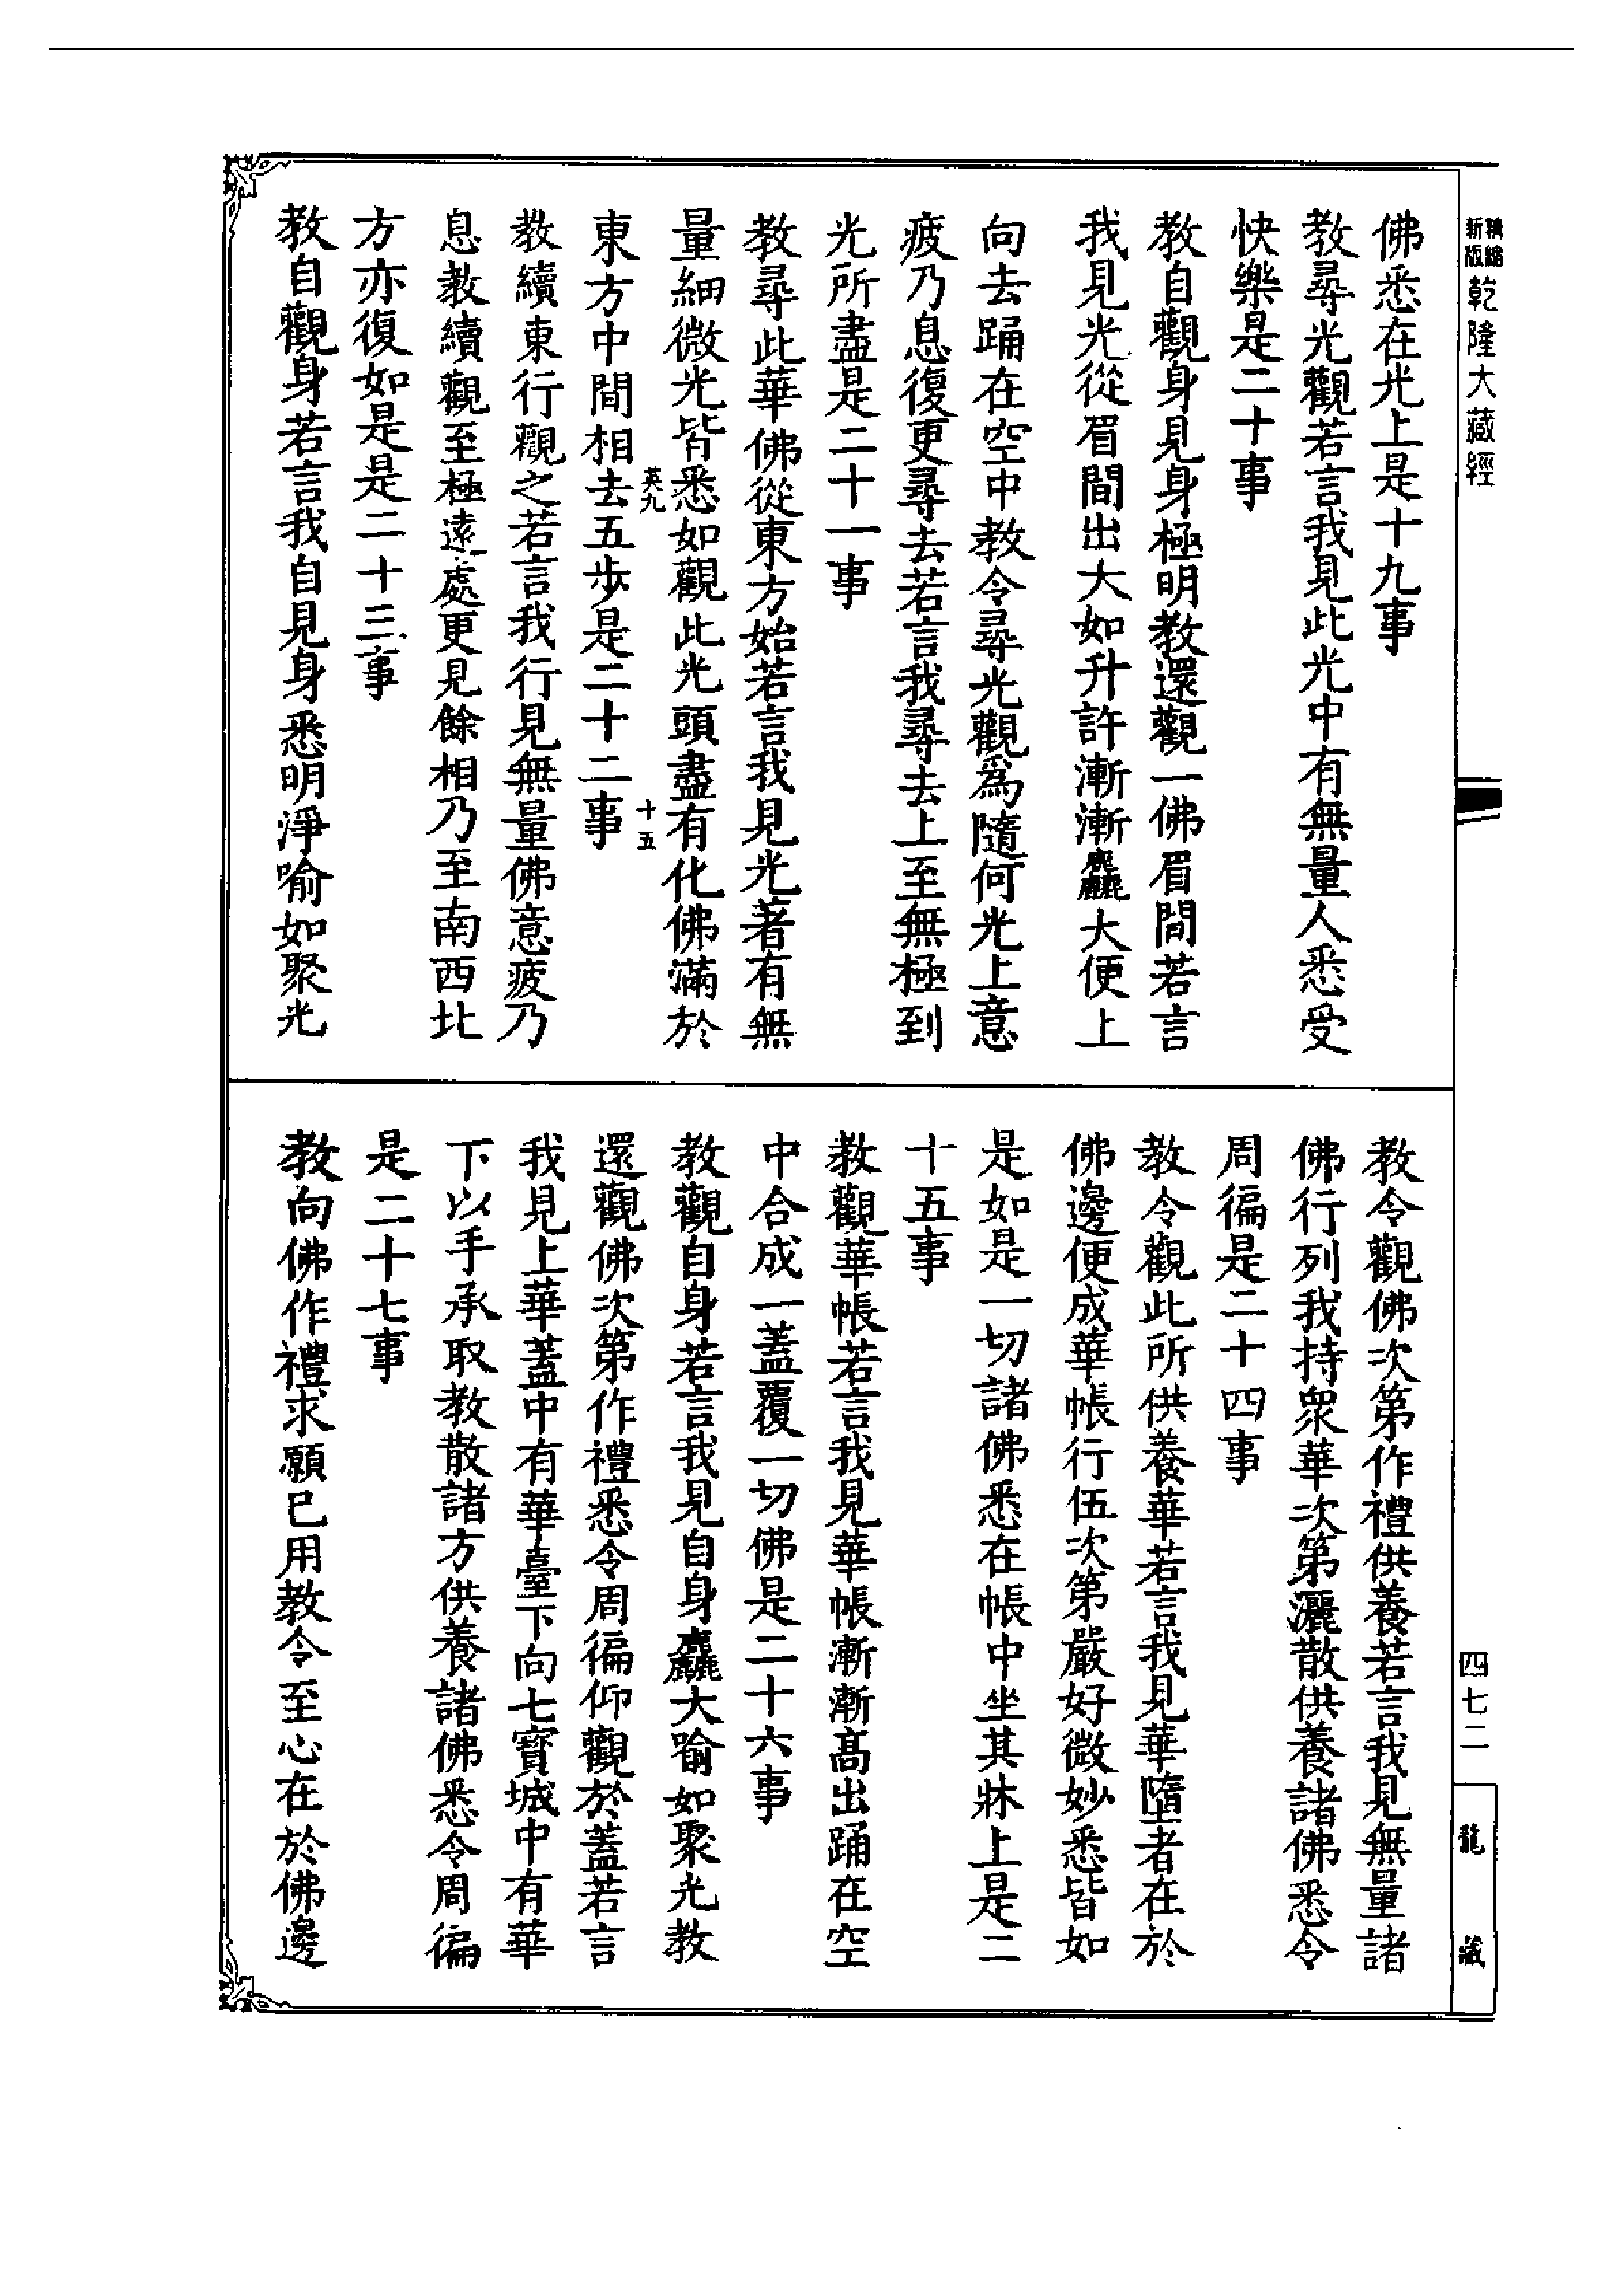 新版精縮乾隆大藏經
佛悉在光上是十九事
教尋光觀若言我見此光中有無量人悉受
快樂是二十事
教自觀身見身極明教還觀一佛眉間若言
我見光從眉間出大如升許漸漸麤大便上
向去踊在空中教令尋光觀爲隨何光上意
疲乃息復更尋去若言我尋去上至無極到
光所盡是二十一事
教尋此華佛從東方始若言我見光著有無
量細微光皆悉如觀此光頭盡有化佛滿於
英九
十五
東方中間相去五步是二十二事
教續東行觀之若言我行見無量佛意疲乃
息教續觀至極遠處更見餘相乃至南西北
方亦復如是是二十三事
教自觀身若言我自見身悉明淨喻如聚光
教令觀佛次第作禮供養若言我見無量諸
佛行列我持衆華次第灑散供養諸佛悉令
周徧是二十四事
教令觀此所供養華若言我見華墮者在於
佛邊便成華帳行伍次第嚴好微妙悉皆如
是如是一切諸佛悉在帳中坐其牀上是二
十五事
教觀華帳若言我見華帳漸漸高出踊在空
中合成一蓋覆一切佛是二十六事
教觀自身若言我見自身麤大喻如聚光教
還觀佛次第作禮悉令周徧仰觀於蓋若言
我見上華蓋中有華臺下向七寶城中有華
下以手承取教散諸方供養諸佛悉令周徧
是二十七事
教向佛作禮求願已用教令至心在於佛邊
四七二
龍藏